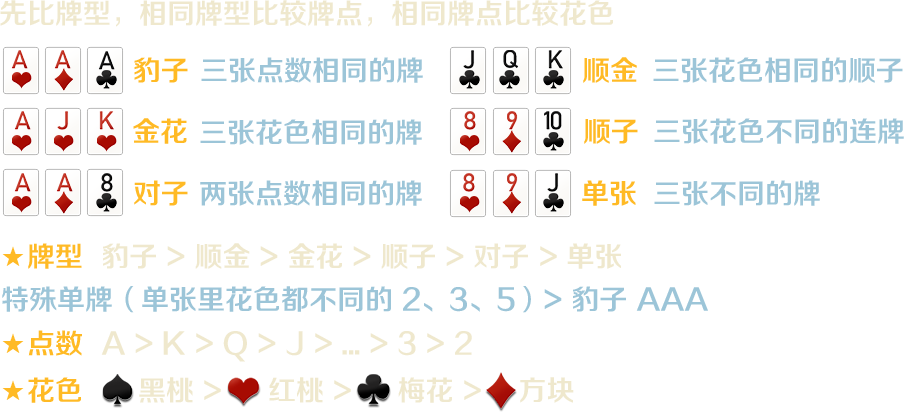 先比牌型，相同牌型比较牌点，相同牌点比较花色
A A A 豹子 三张点数相同的牌 J Q K 顺金 三张花色相同的顺子
A J K 金花 三张花色相同的牌 8 9 10 顺子 三张花色不同的连牌
A A 8 对子 两张点数相同的牌 8 9 J 单张 三张不同的牌
★牌型 豹子 > 顺金 > 金花 > 顺子 > 对子 > 单张
特殊单牌（单张里花色都不同的 2、3、5）> 豹子 AAA
★点数 A > K > Q > J > ... > 3 > 2
★花色 ♠黑桃 >♥红桃 >♣梅花 >♦方块